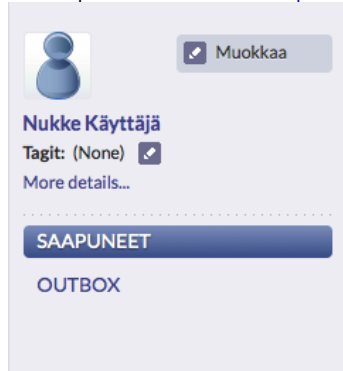 Muokkaa
Nukke Käyttäjä
Tagit: (None)
More details...
SAAPUNEET
OUTBOX